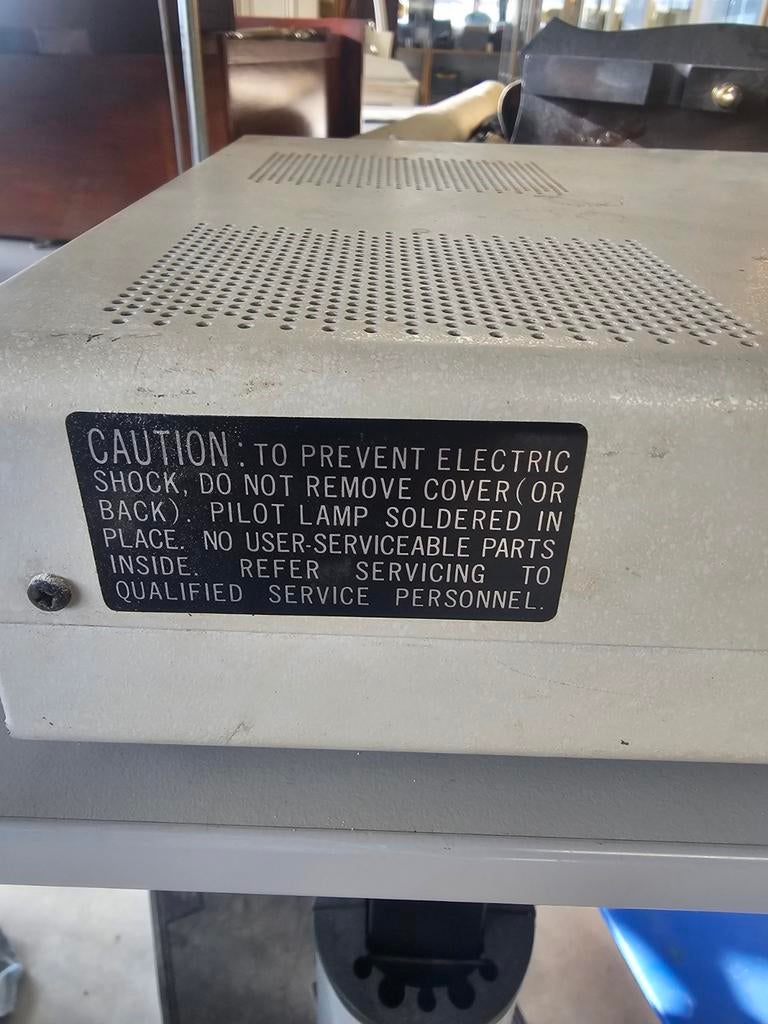 CAUTION: TO PREVENT ELECTRIC
SHOCK, DO NOT REMOVE COVER (OR
BACK). PILOT LAMP SOLDERED IN
PLACE. NO USER-SERVICEABLE PARTS
INSIDE. REFER SERVICING TO
QUALIFIED SERVICE PERSONNEL.